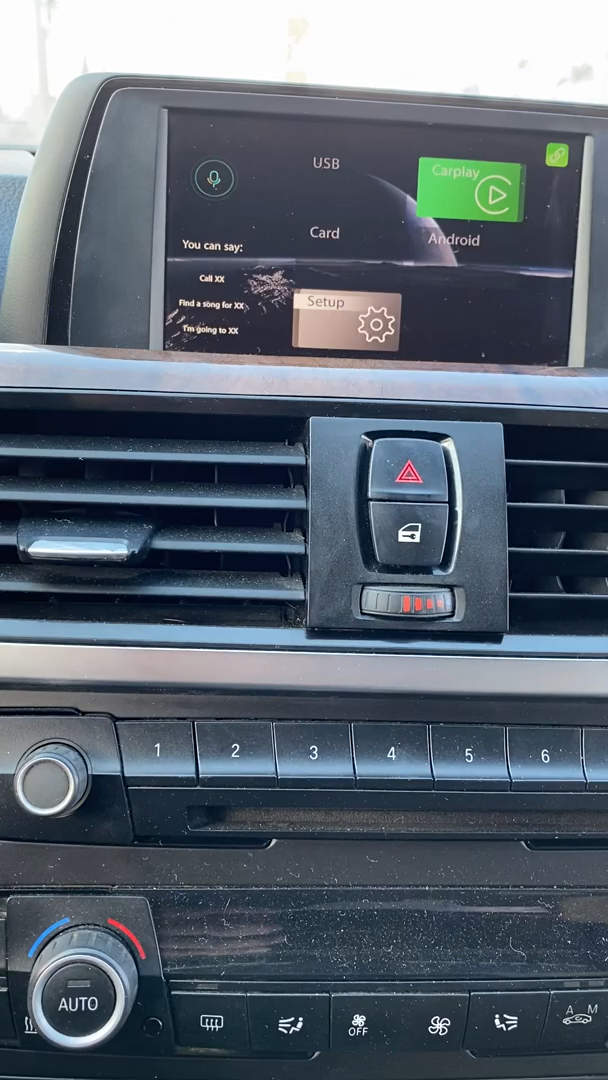 USB
Carplay
Card
Android
You can say:
Call XX
Find a song for XX
I'm going to XX
Setup
1
2
3
4
5
6
AUTO
OFF
A
M